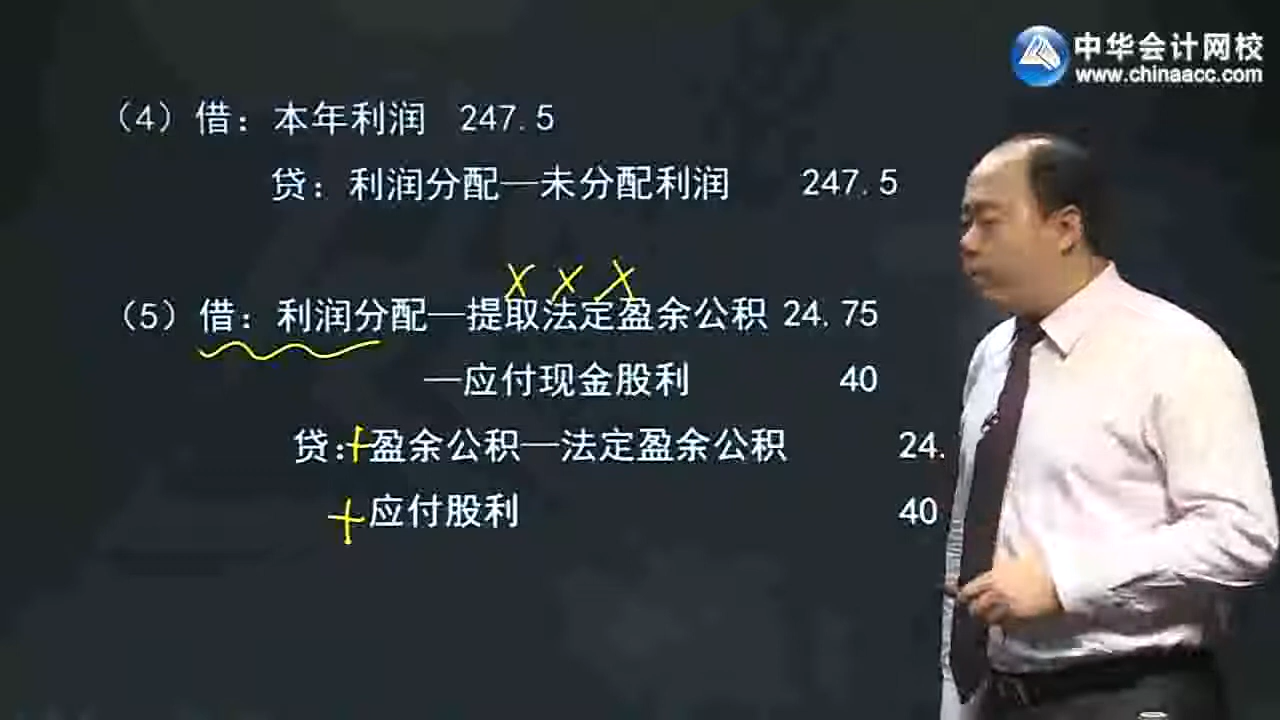 中华会计网校
www.chinaacc.com
(4) 借: 本年利润 247.5
贷: 利润分配—未分配利润 247.5
× × ×
(5) 借: 利润分配—提取法定盈余公积 24.75
—应付现金股利 40
贷:+盈余公积—法定盈余公积 24.
+应付股利 40